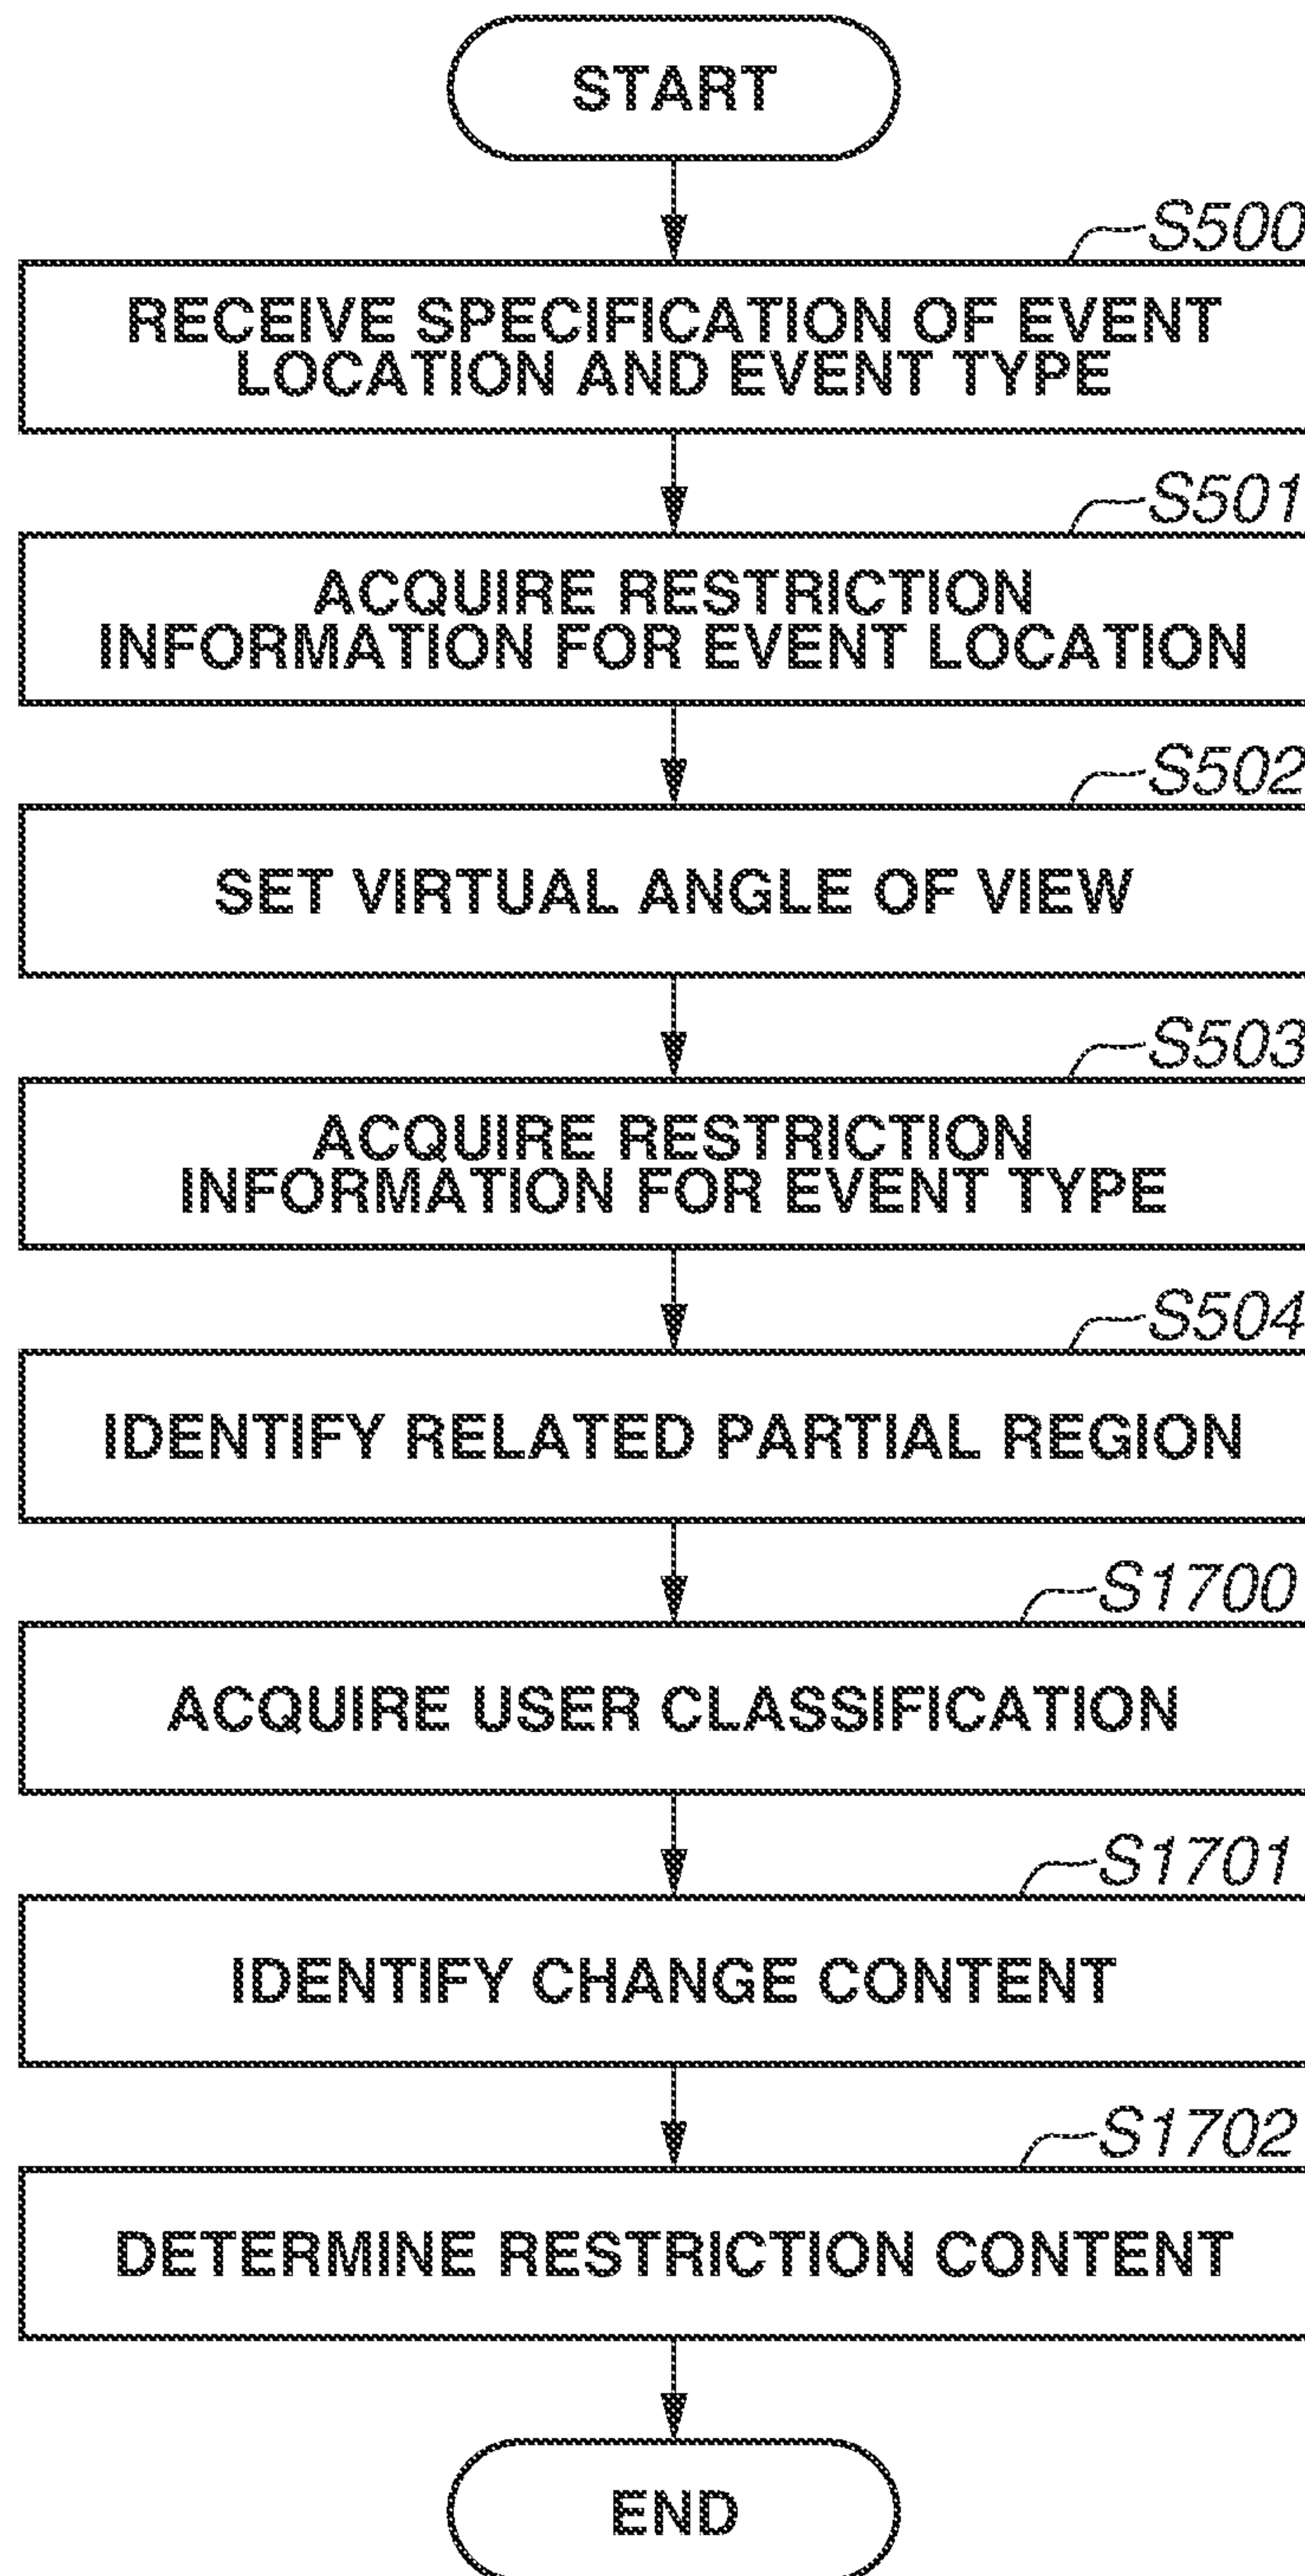 START
S500
RECEIVE SPECIFICATION OF EVENT
LOCATION AND EVENT TYPE
S501
ACQUIRE RESTRICTION
INFORMATION FOR EVENT LOCATION
S502
SET VIRTUAL ANGLE OF VIEW
S503
ACQUIRE RESTRICTION
INFORMATION FOR EVENT TYPE
S504
IDENTIFY RELATED PARTIAL REGION
S1700
ACQUIRE USER CLASSIFICATION
S1701
IDENTIFY CHANGE CONTENT
S1702
DETERMINE RESTRICTION CONTENT
END